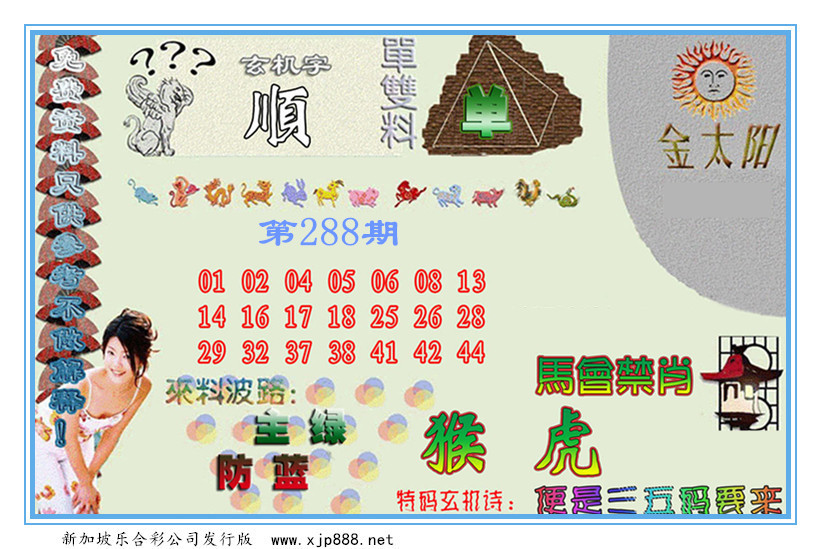 免费资料只供参考不做解释！
???
玄机字
順
單雙料
单
金太阳
第288期
01 02 04 05 06 08 13
14 16 17 18 25 26 28
29 32 37 38 41 42 44
來料波路：
主绿
防蓝
馬會禁肖
猴 虎
特码玄机诗：便是三五码要来
新加坡乐合彩公司发行版 www.xjp888.net